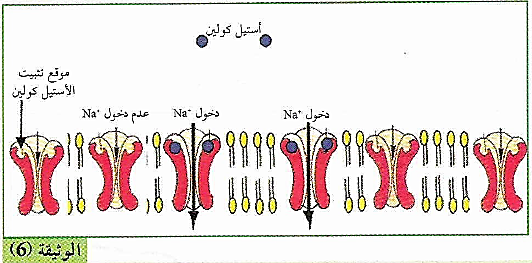 أستيل كولين
موقع تثبيت
الأستيل كولين
عدم دخول Na⁺
دخول Na⁺
دخول Na⁺
الوثيقة (6)